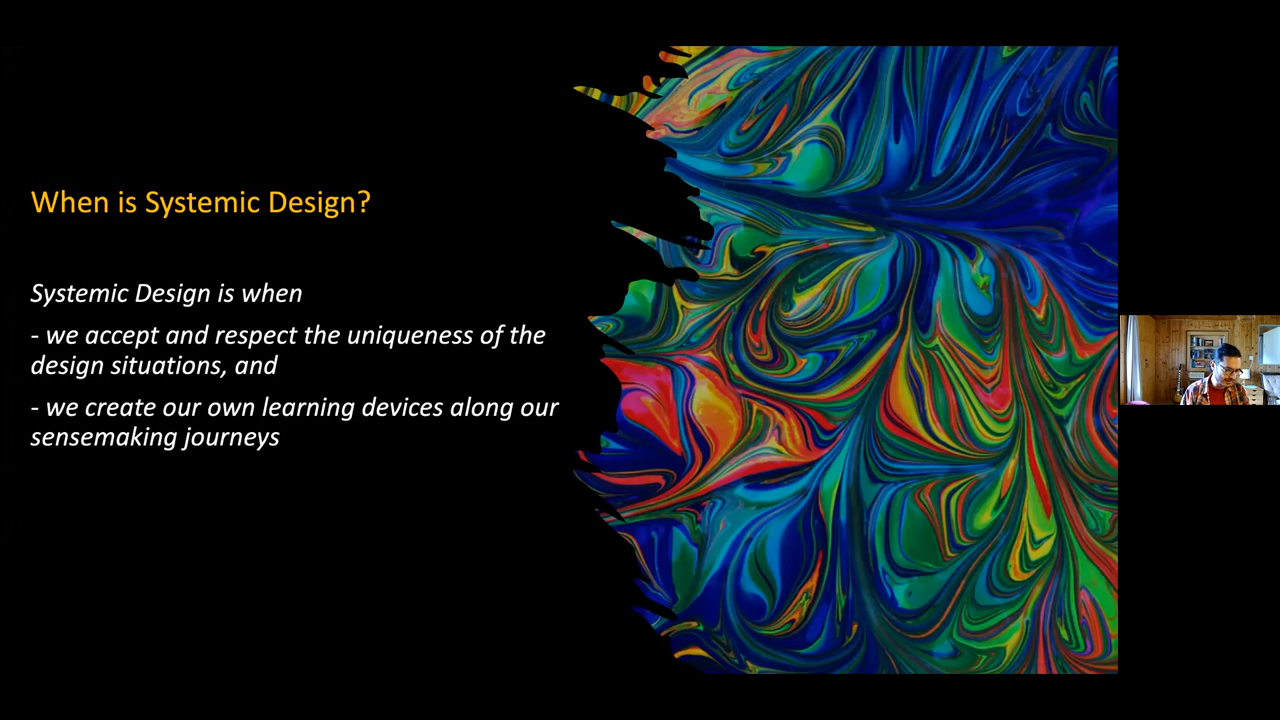 When is Systemic Design?
Systemic Design is when
- we accept and respect the uniqueness of the
design situations, and
- we create our own learning devices along our
sensemaking journeys